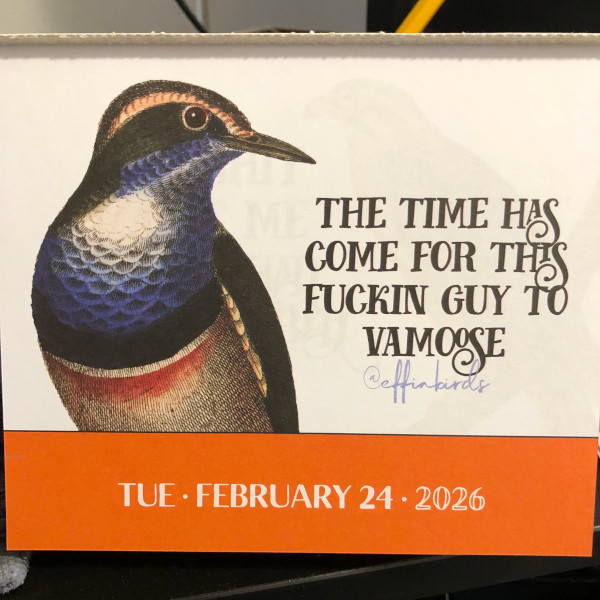 THE TIME HAS
COME FOR THIS
FUCKIN GUY TO
VAMOOSE
@effinbirds
TUE · FEBRUARY 24 · 2026